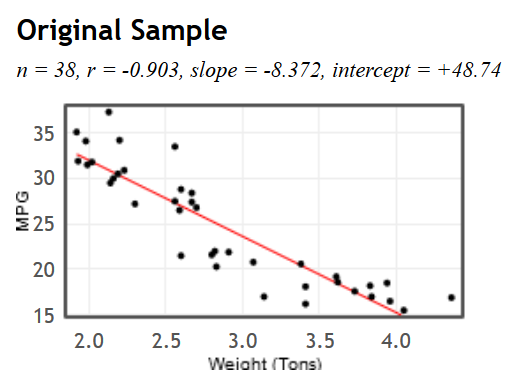 Original Sample
n = 38, r = -0.903, slope = -8.372, intercept = +48.74
35
30
25
20
15
MPG
2.0 2.5 3.0 3.5 4.0
Weight (Tons)